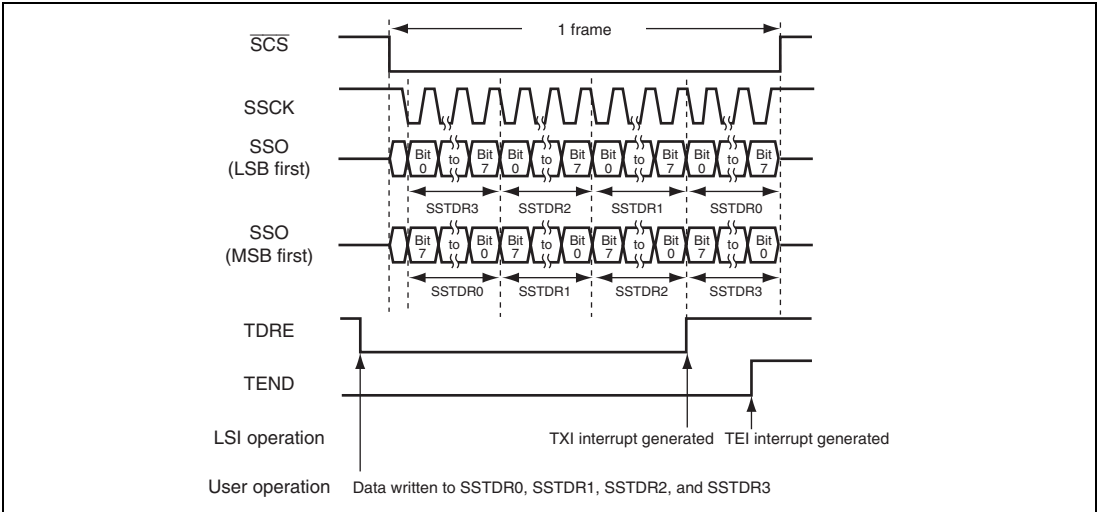 1 frame
SCS
SSCK
SSO
(LSB first)
Bit 0 to Bit 7 Bit 0 to Bit 7 Bit 0 to Bit 7 Bit 0 to Bit 7
SSTDR3 SSTDR2 SSTDR1 SSTDR0
SSO
(MSB first)
Bit 7 to Bit 0 Bit 7 to Bit 0 Bit 7 to Bit 0 Bit 7 to Bit 0
SSTDR0 SSTDR1 SSTDR2 SSTDR3
TDRE
TEND
LSI operation TXI interrupt generated TEI interrupt generated
User operation Data written to SSTDR0, SSTDR1, SSTDR2, and SSTDR3